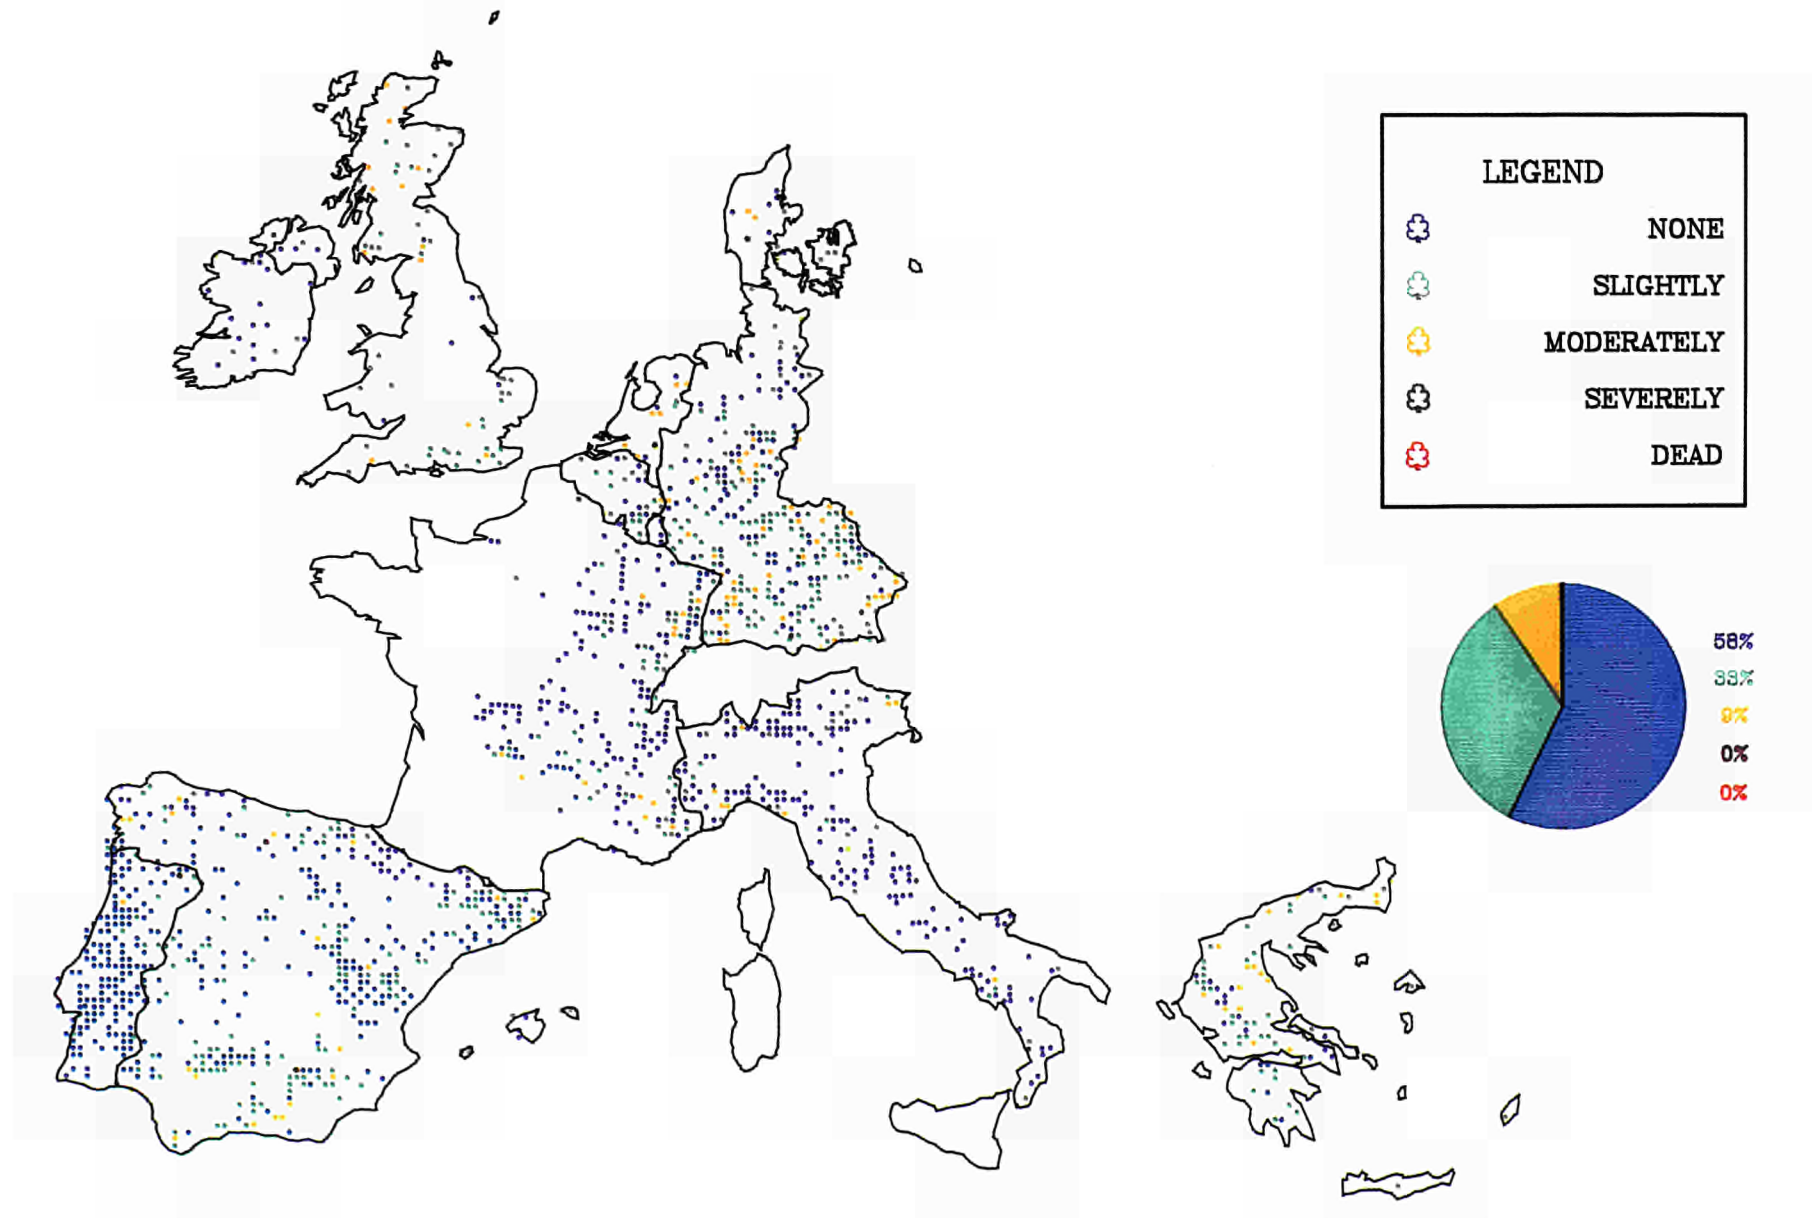 LEGEND
NONE
SLIGHTLY
MODERATELY
SEVERELY
DEAD
58%
33%
9%
0%
0%